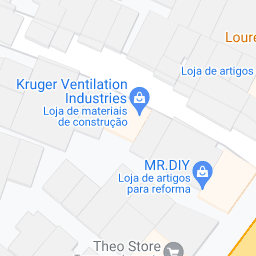 Loure
Loja de artigos
Kruger Ventilation
Industries
Loja de materiais
de construção
MR.DIY
Loja de artigos
para reforma
Theo Store